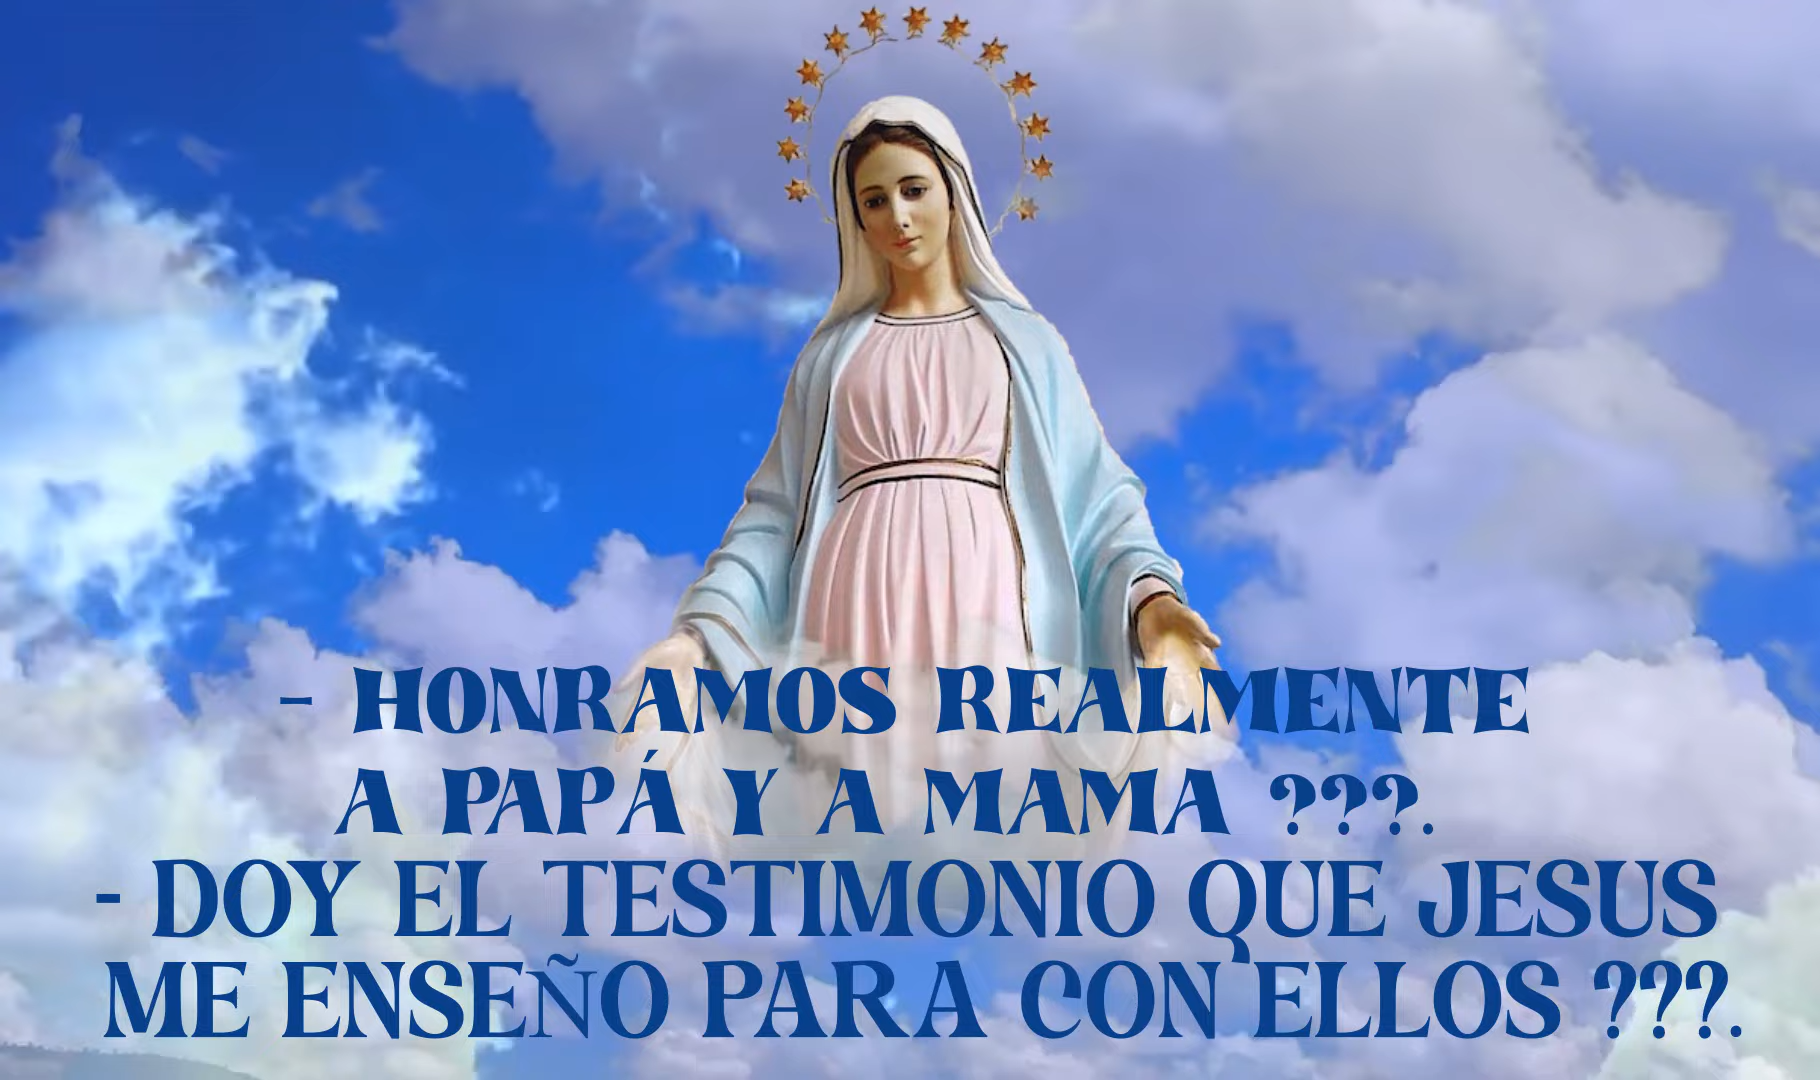 - HONRAMOS REALMENTE
A PAPÁ Y A MAMA ???.
- DOY EL TESTIMONIO QUE JESUS
ME ENSEÑO PARA CON ELLOS ???.